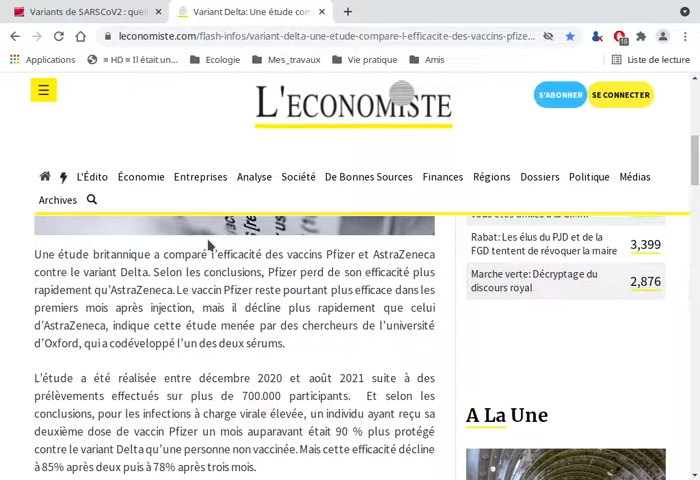 Variants de SARSCoV2 : quel
Variant Delta: Une étude com
leconomiste.com/flash-infos/variant-delta-une-etude-compare-l-efficacite-des-vaccins-pfize...
Applications
= HD = Il était un...
Ecologie
Mes_travaux
Vie pratique
Amis
Liste de lecture
L'ECONOMISTE
S'ABONNER
SE CONNECTER
L'Édito Économie Entreprises Analyse Société De Bonnes Sources Finances Régions Dossiers Politique Médias
Archives
Une étude britannique a comparé l'efficacité des vaccins Pfizer et AstraZeneca
contre le variant Delta. Selon les conclusions, Pfizer perd de son efficacité plus
rapidement qu'AstraZeneca. Le vaccin Pfizer reste pourtant plus efficace dans les
premiers mois après injection, mais il décline plus rapidement que celui
d'AstraZeneca, indique cette étude menée par des chercheurs de l'université
d'Oxford, qui a codéveloppé l'un des deux sérums.
L'étude a été réalisée entre décembre 2020 et août 2021 suite à des
prélèvements effectués sur plus de 700.000 participants. Et selon les
conclusions, pour les infections à charge virale élevée, un individu ayant reçu sa
deuxième dose de vaccin Pfizer un mois auparavant était 90 % plus protégé
contre le variant Delta qu'une personne non vaccinée. Mais cette efficacité décline
à 85% après deux puis à 78% après trois mois.
Rabat: Les élus du PJD et de la
FGD tentent de révoquer la maire
3,399
Marche verte: Décryptage du
discours royal
2,876
A La Une